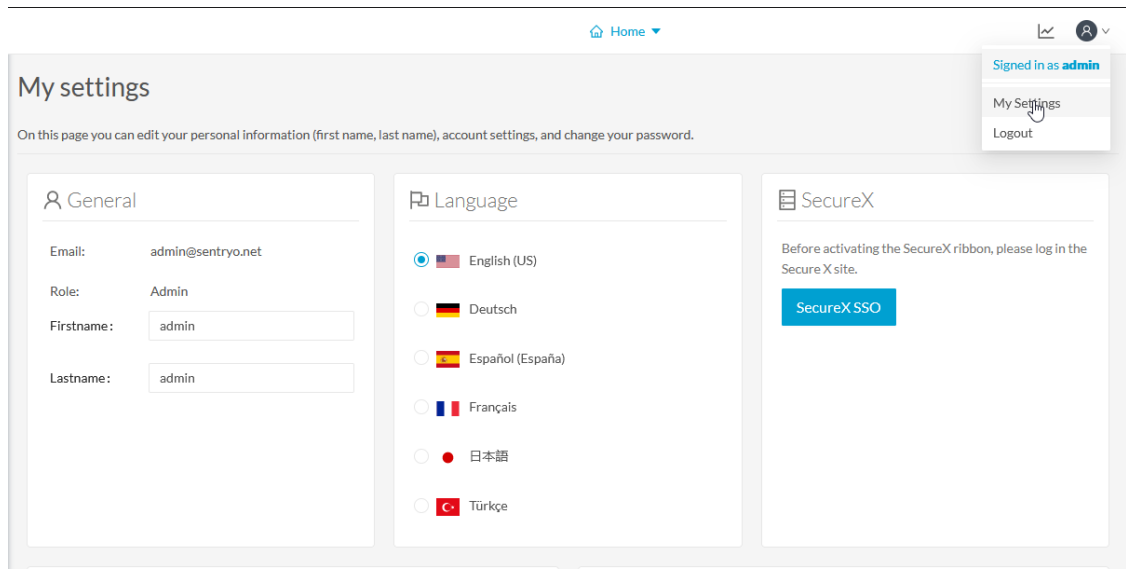 Home
Signed in as admin
My Settings
Logout
My settings
On this page you can edit your personal information (first name, last name), account settings, and change your password.
General
Email: admin@sentryo.net
Role: Admin
Firstname: admin
Lastname: admin
Language
English (US)
Deutsch
Español (España)
Français
日本語
Türkçe
SecureX
Before activating the SecureX ribbon, please log in the
Secure X site.
SecureX SSO